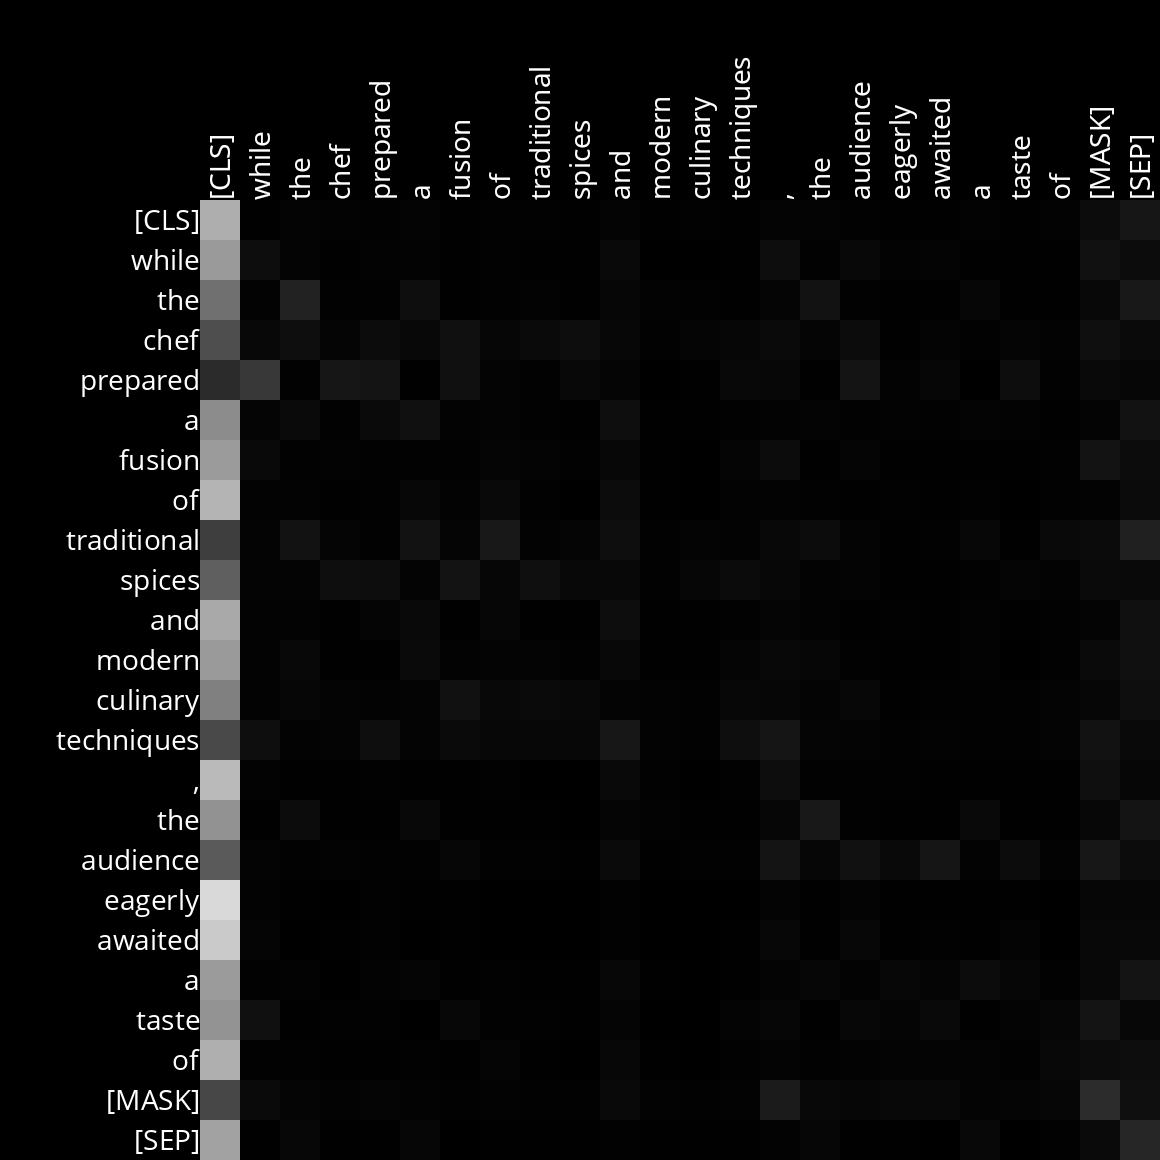 [CLS] while the chef prepared a fusion of traditional spices and modern culinary techniques , the audience eagerly awaited a taste of [MASK] [SEP]
[CLS]
while
the
chef
prepared
a
fusion
of
traditional
spices
and
modern
culinary
techniques
,
the
audience
eagerly
awaited
a
taste
of
[MASK]
[SEP]